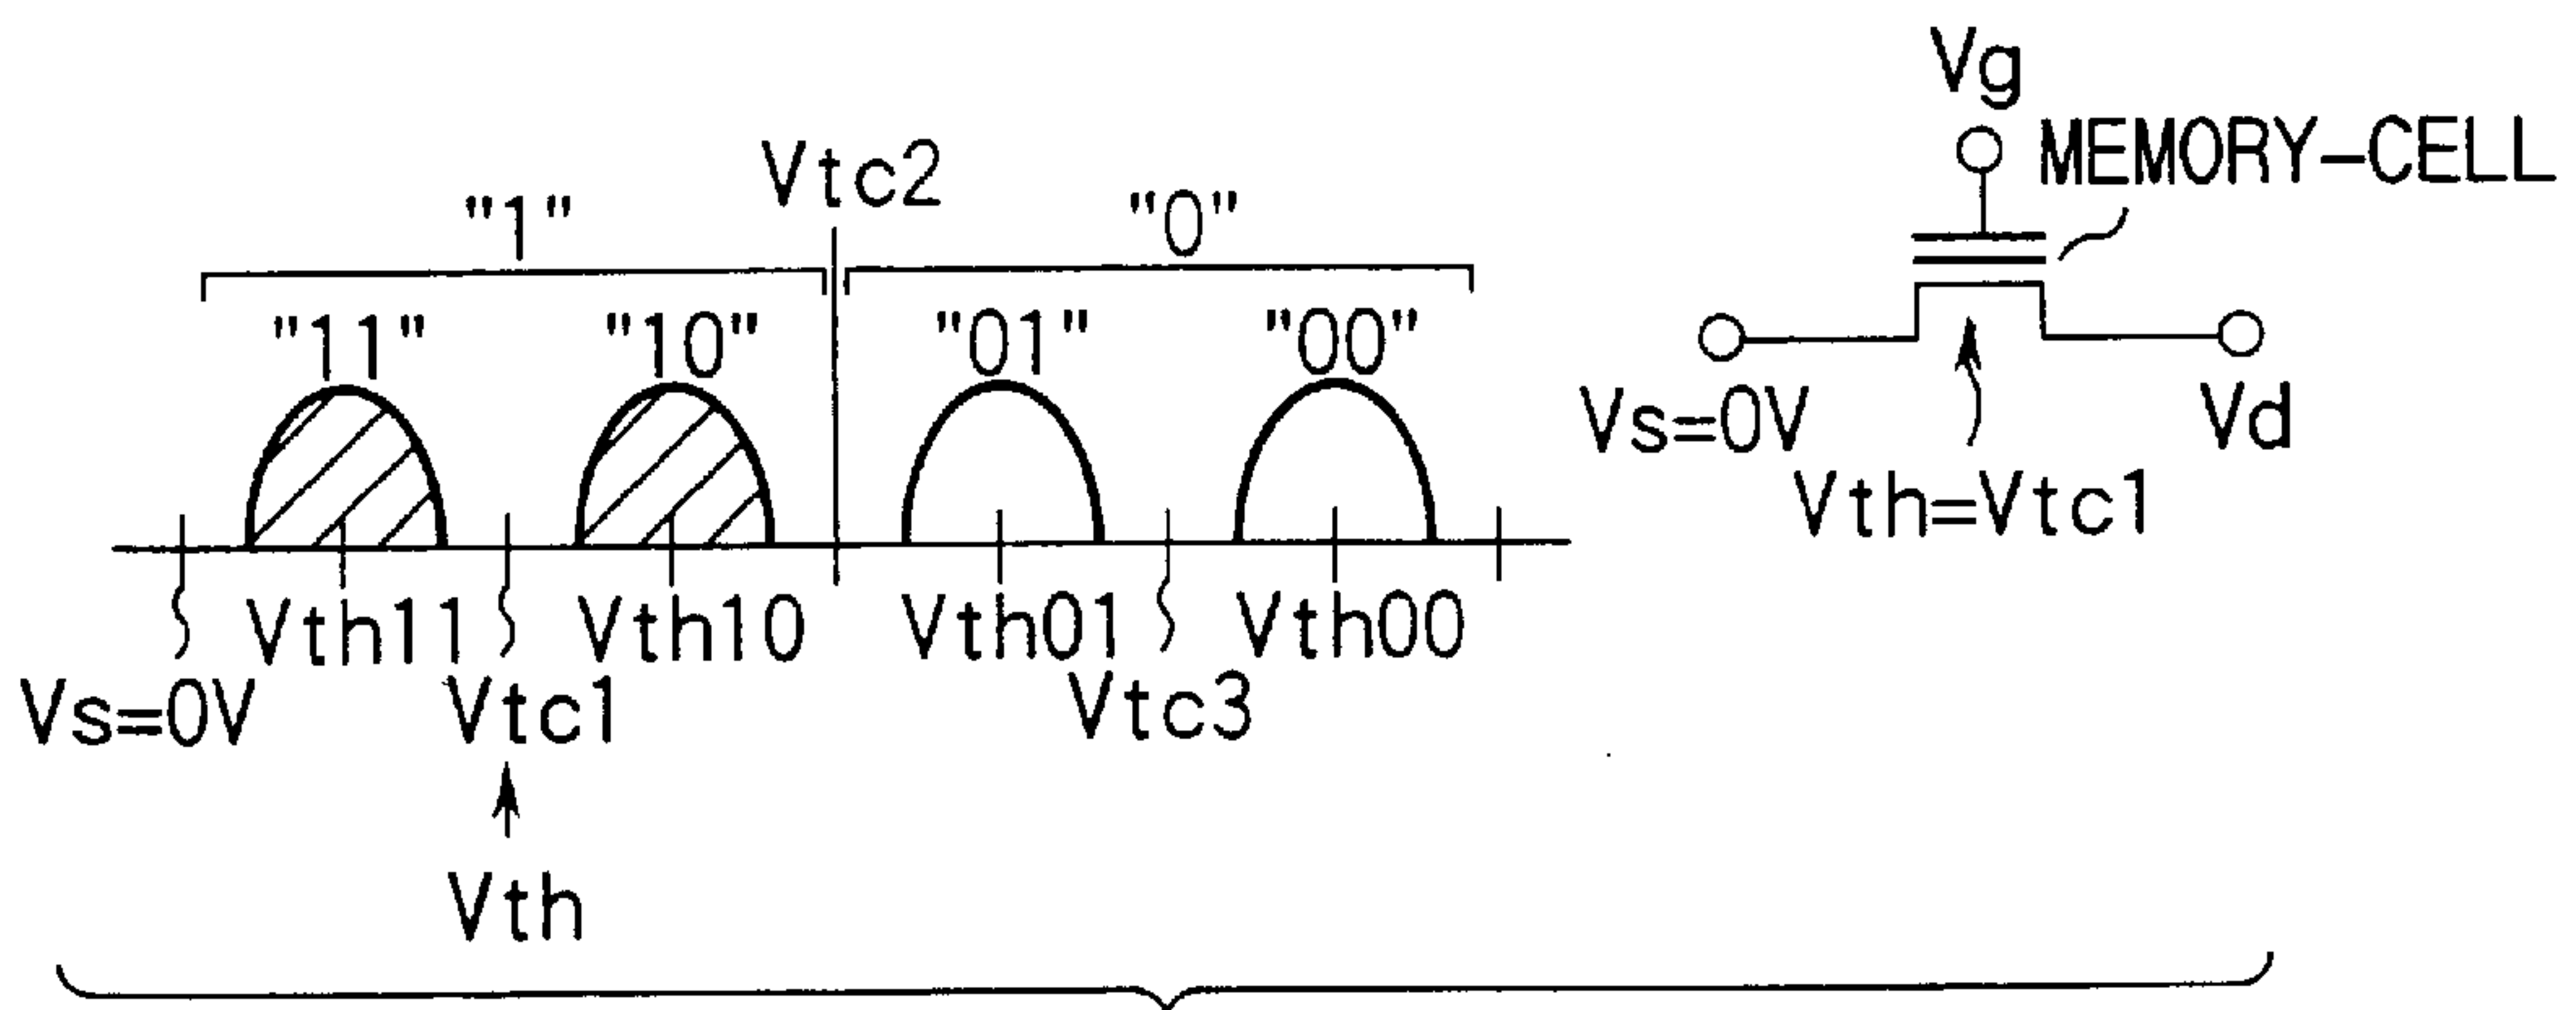 Vg
MEMORY-CELL
Vtc2
"1"
"0"
"11"
"10"
"01"
"00"
Vs=0V
Vd
Vth=Vtc1
Vth11
Vth10
Vth01
Vth00
Vs=0V
Vtc1
Vtc3
Vth